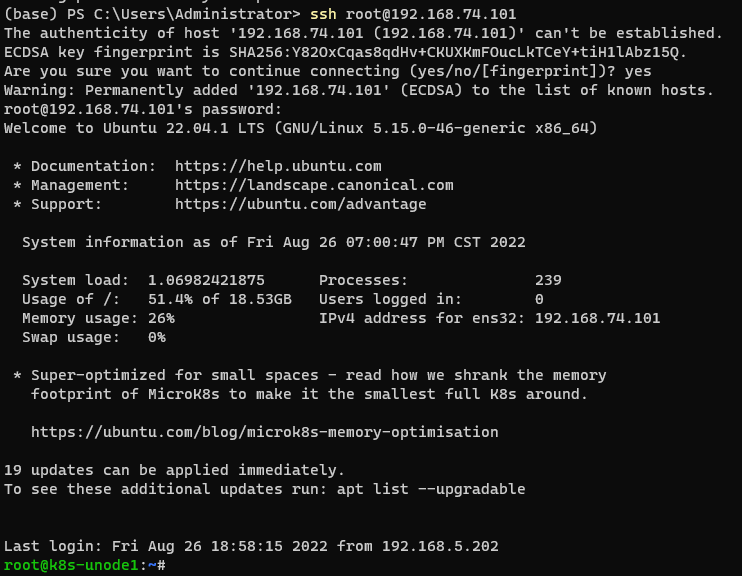 (base) PS C:\Users\Administrator> ssh root@192.168.74.101
The authenticity of host '192.168.74.101 (192.168.74.101)' can't be established.
ECDSA key fingerprint is SHA256:Y82OxCqas8qdHv+CKUXKmFOucLkTCeY+tiH1lAbz15Q.
Are you sure you want to continue connecting (yes/no/[fingerprint])? yes
Warning: Permanently added '192.168.74.101' (ECDSA) to the list of known hosts.
root@192.168.74.101's password:
Welcome to Ubuntu 22.04.1 LTS (GNU/Linux 5.15.0-46-generic x86_64)
* Documentation:  https://help.ubuntu.com
* Management:     https://landscape.canonical.com
* Support:        https://ubuntu.com/advantage
System information as of Fri Aug 26 07:00:47 PM CST 2022
System load:  1.06982421875      Processes:              239
Usage of /:   51.4% of 18.53GB   Users logged in:        0
Memory usage: 26%                IPv4 address for ens32: 192.168.74.101
Swap usage:   0%
* Super-optimized for small spaces - read how we shrank the memory
footprint of MicroK8s to make it the smallest full K8s around.
https://ubuntu.com/blog/microk8s-memory-optimisation
19 updates can be applied immediately.
To see these additional updates run: apt list --upgradable
Last login: Fri Aug 26 18:58:15 2022 from 192.168.5.202
root@k8s-unode1:~#